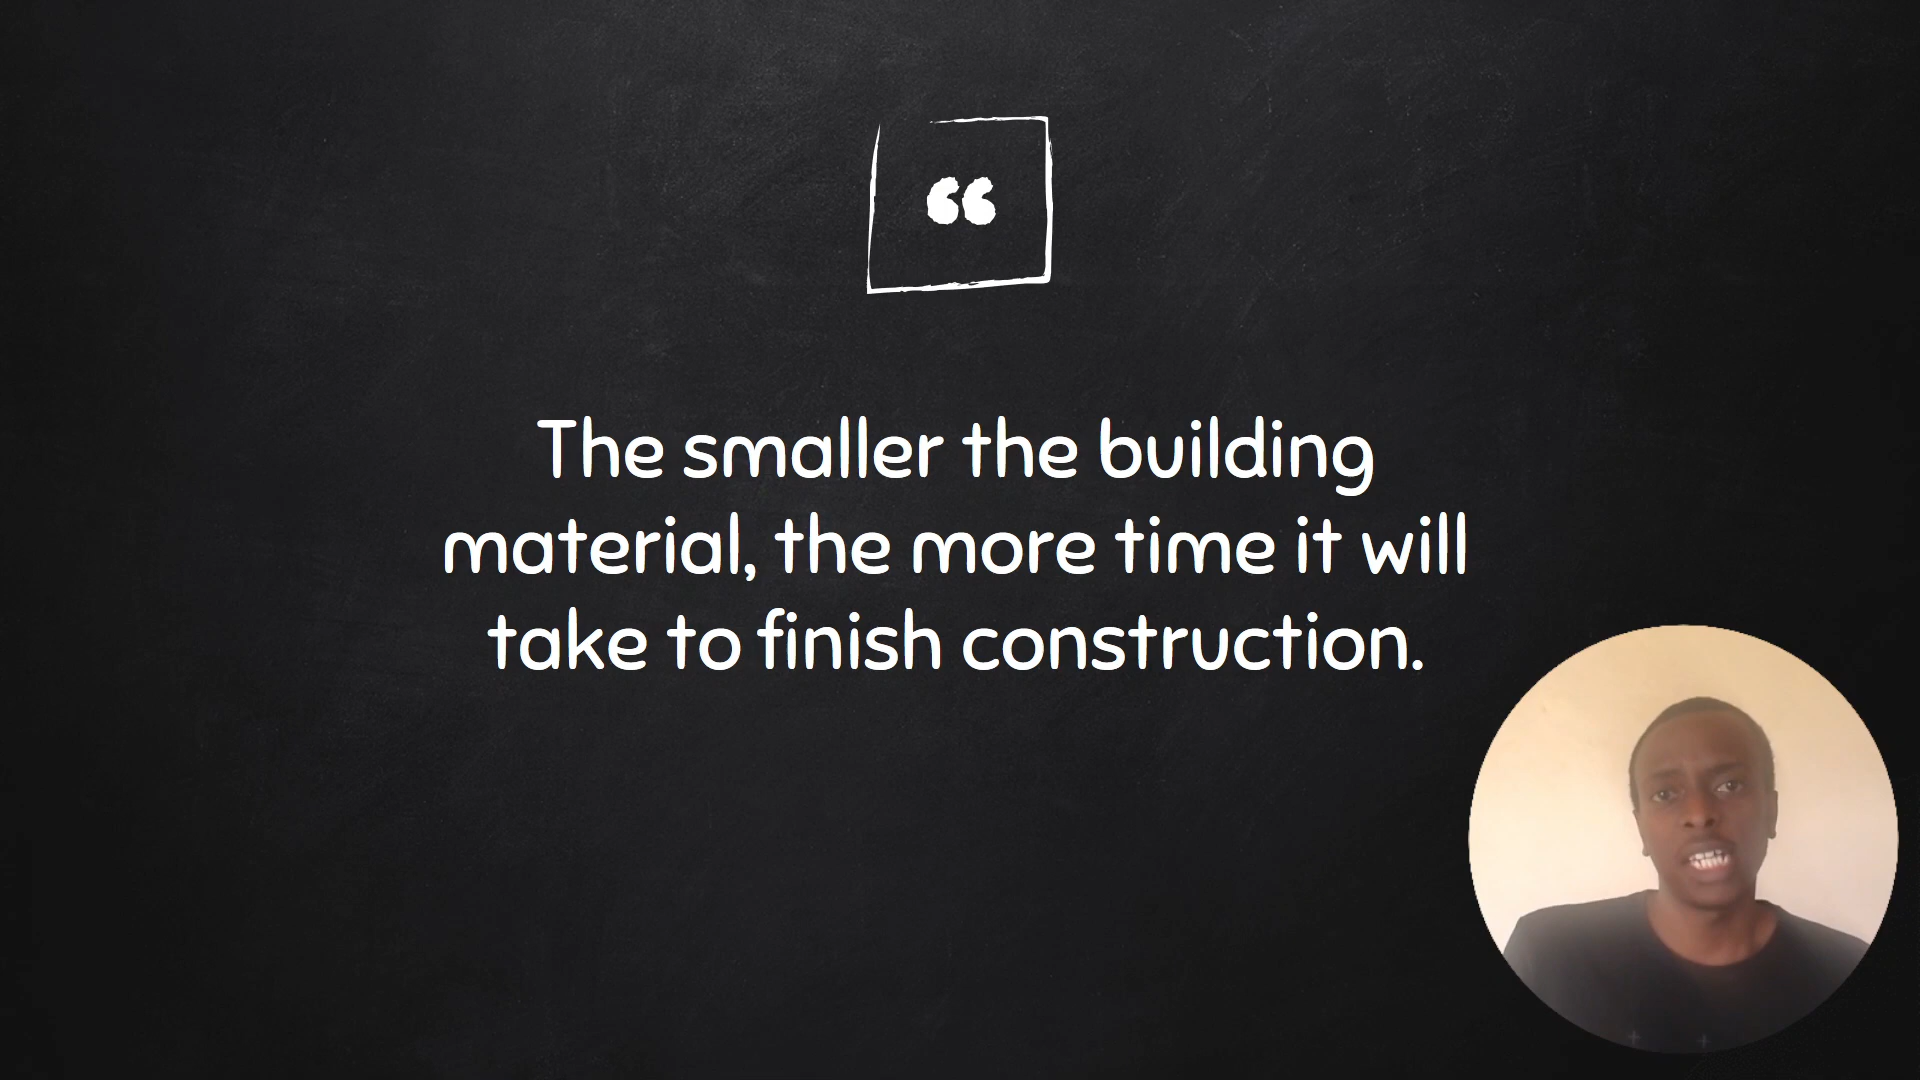 “
The smaller the building
material, the more time it will
take to finish construction.